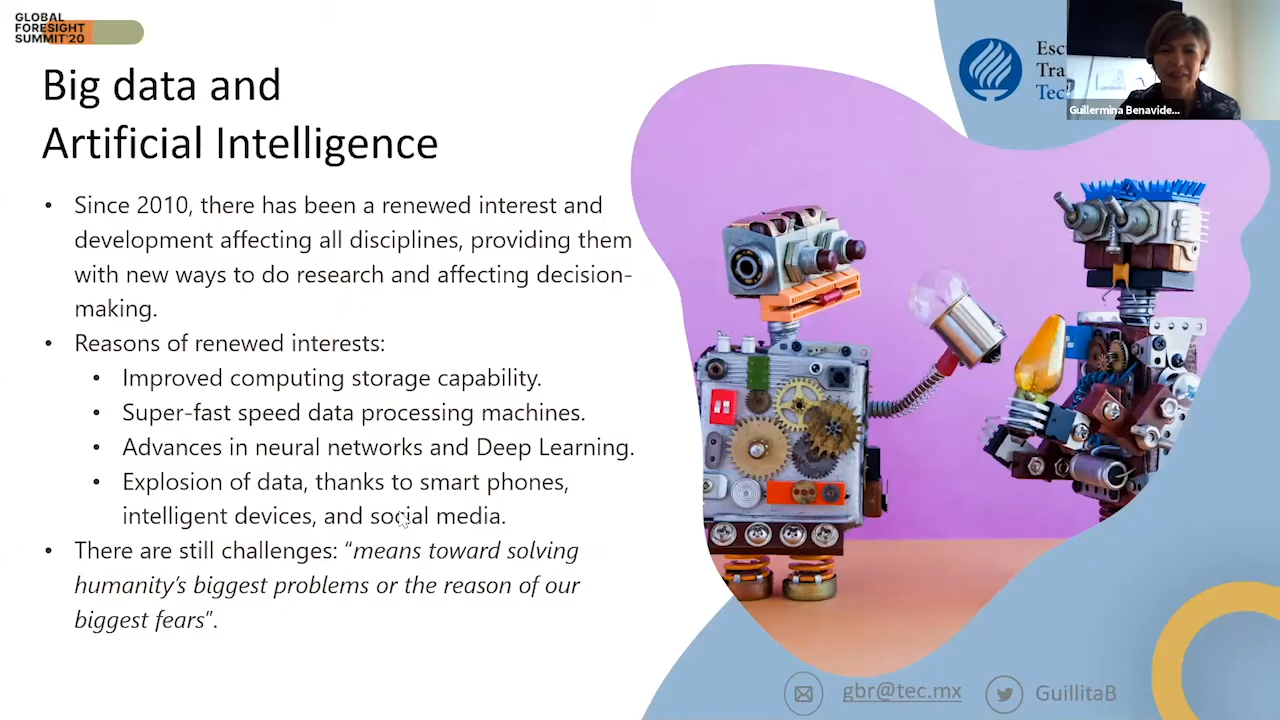 GLOBAL
FORESIGHT
SUMMIT'20
Big data and
Artificial Intelligence
• Since 2010, there has been a renewed interest and
development affecting all disciplines, providing them
with new ways to do research and affecting decision-
making.
• Reasons of renewed interests:
• Improved computing storage capability.
• Super-fast speed data processing machines.
• Advances in neural networks and Deep Learning.
• Explosion of data, thanks to smart phones,
intelligent devices, and social media.
• There are still challenges: “means toward solving
humanity’s biggest problems or the reason of our
biggest fears”.
Tec
Guillermina Benavide...
gbr@tec.mx
GuillitaB